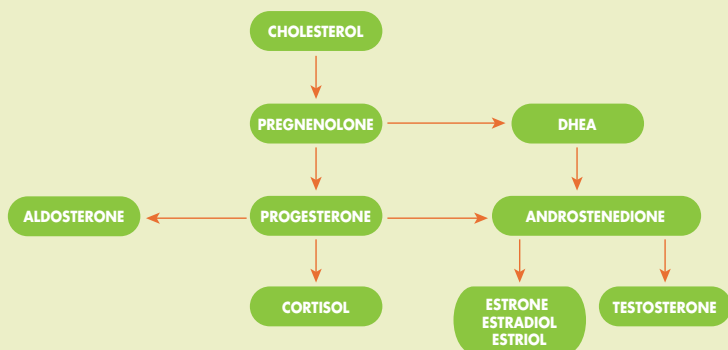 CHOLESTEROL
PREGNENOLONE
DHEA
ALDOSTERONE
PROGESTERONE
ANDROSTENEDIONE
CORTISOL
ESTRONE
ESTRADIOL
ESTRIOL
TESTOSTERONE